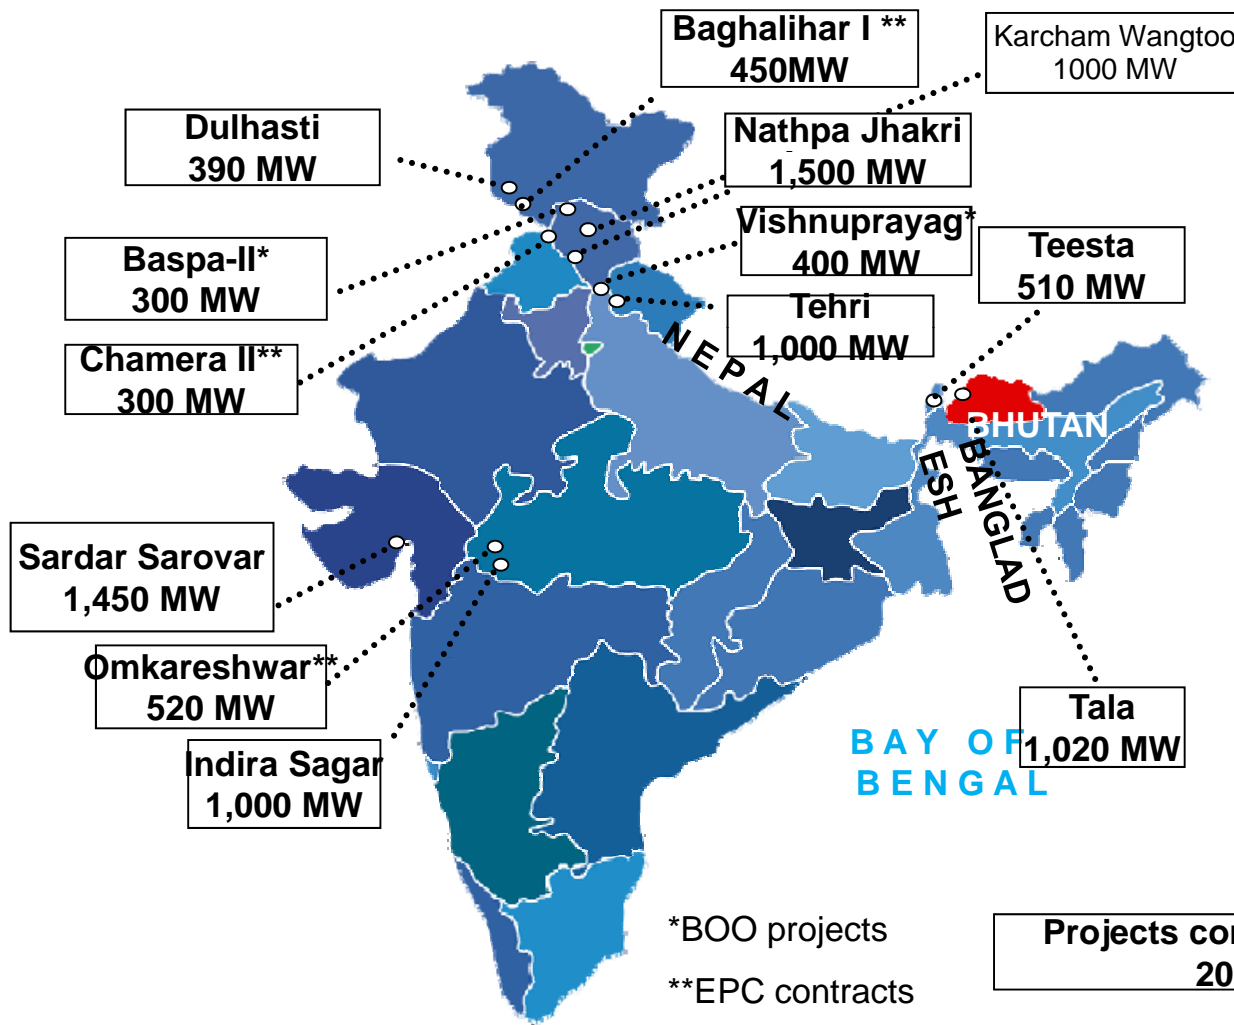 Baghalihar I **
450MW
Karcham Wangtoo
1000 MW
Dulhasti
390 MW
Nathpa Jhakri
1,500 MW
Baspa-II*
300 MW
Vishnuprayag*
400 MW
Teesta
510 MW
Chamera II**
300 MW
Tehri
1,000 MW
NEPAL
BHUTAN
BANGLAD
ESH
Sardar Sarovar
1,450 MW
Omkareshwar**
520 MW
Indira Sagar
1,000 MW
Tala
1,020 MW
BAY OF
BENGAL
*BOO projects
**EPC contracts
Projects
20